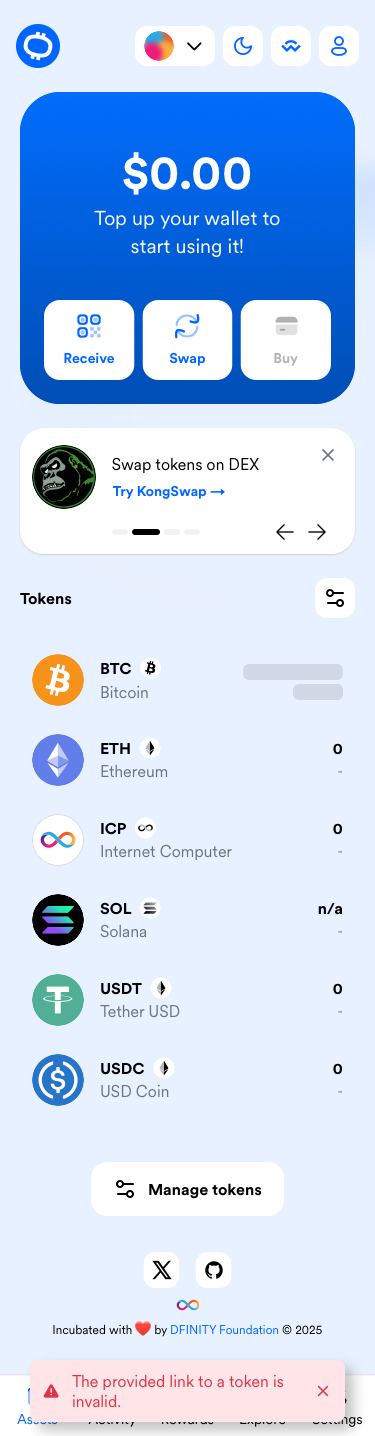 $0.00
Top up your wallet to
start using it!
Receive
Swap
Buy
Swap tokens on DEX
Try KongSwap →
Tokens
BTC
Bitcoin
ETH
0
Ethereum
-
ICP
0
Internet Computer
-
SOL
n/a
Solana
-
USDT
0
Tether USD
-
USDC
0
USD Coin
-
Manage tokens
Incubated with ❤️ by DFINITY Foundation © 2025
The provided link to a token is
invalid.
Assets
Activity
Explore
Settings